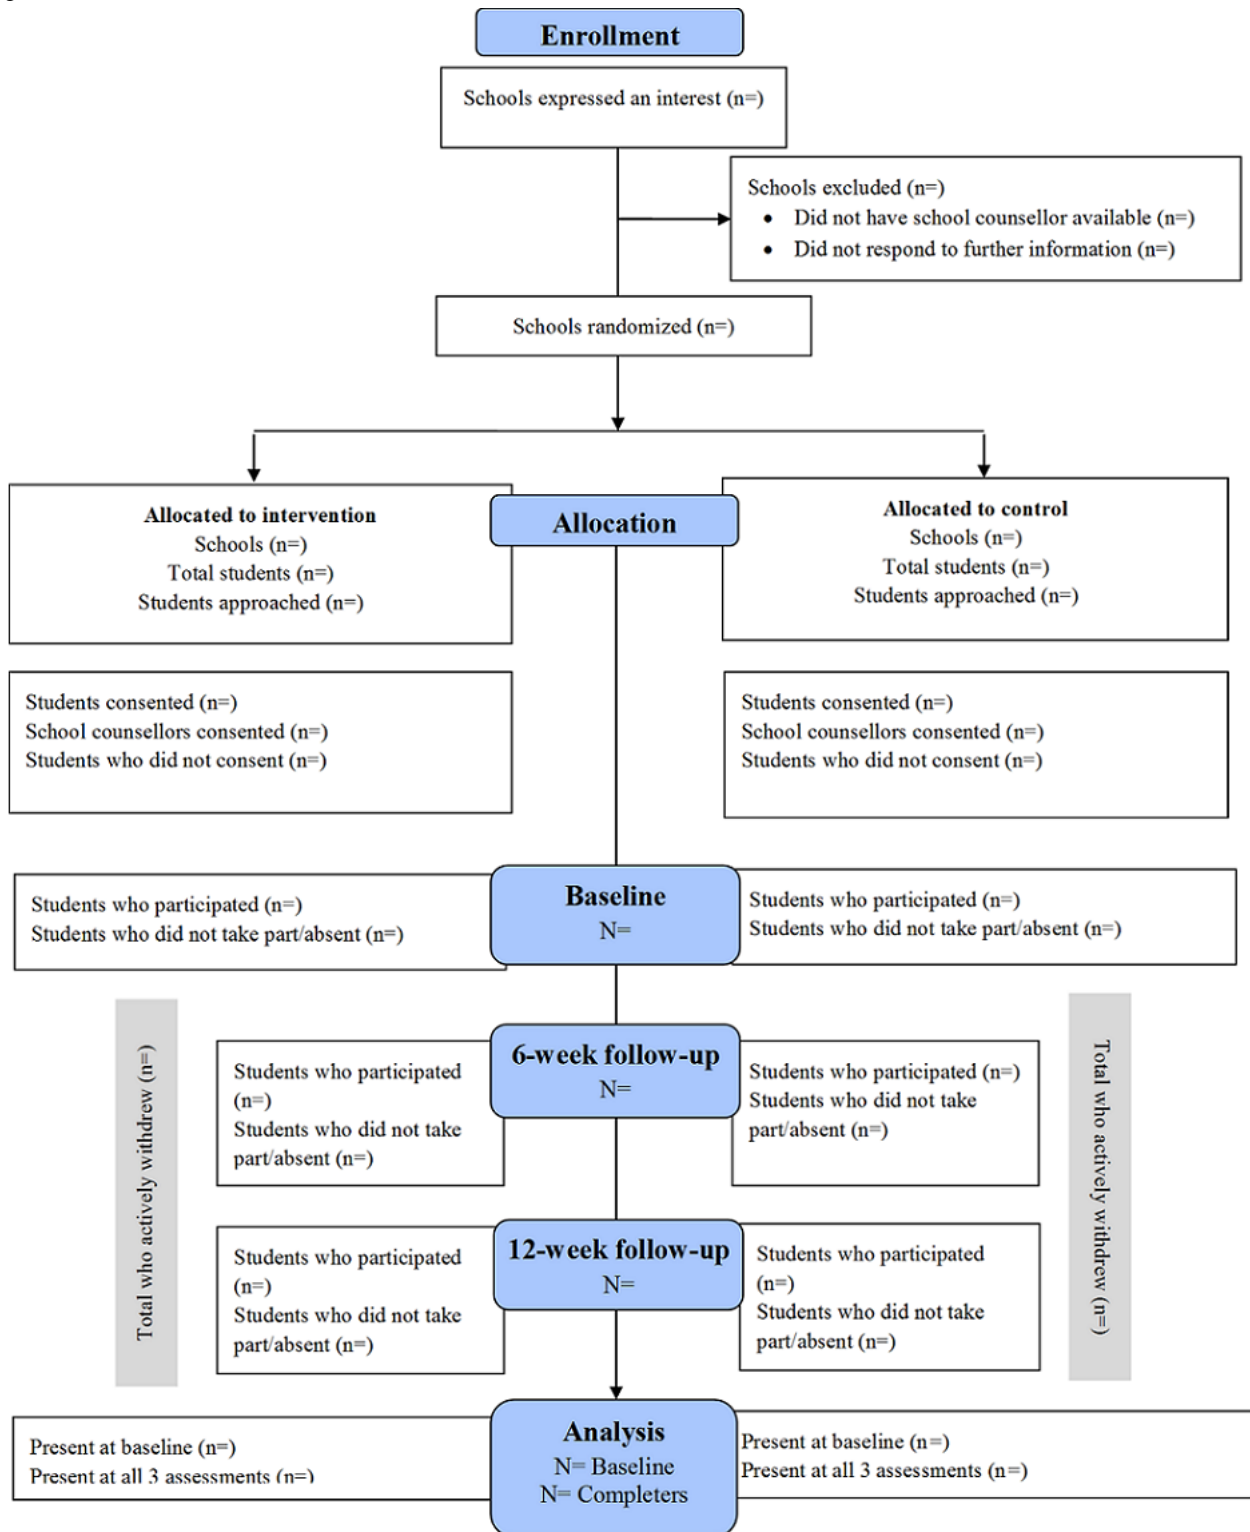 Enrollment
Schools expressed an interest (n=)
Schools excluded (n=)
• Did not have school counsellor available (n=)
• Did not respond to further information (n=)
Schools randomized (n=)
Allocated to intervention
Schools (n=)
Total students (n=)
Students approached (n=)
Allocation
Allocated to control
Schools (n=)
Total students (n=)
Students approached (n=)
Students consented (n=)
School counsellors consented (n=)
Students who did not consent (n=)
Students consented (n=)
School counsellors consented (n=)
Students who did not consent (n=)
Students who participated (n=)
Students who did not take part/absent (n=)
Baseline
N=
Students who participated (n=)
Students who did not take part/absent (n=)
Total who actively withdrew (n=)
Students who participated
(n=)
Students who did not take
part/absent (n=)
6-week follow-up
N=
Students who participated (n=)
Students who did not take
part/absent (n=)
Total who actively withdrew (n=)
Students who participated
(n=)
Students who did not take
part/absent (n=)
12-week follow-up
N=
Students who participated
(n=)
Students who did not take
part/absent (n=)
Present at baseline (n=)
Present at all 3 assessments (n=)
Analysis
N= Baseline
N= Completers
Present at baseline (n=)
Present at all 3 assessments (n=)